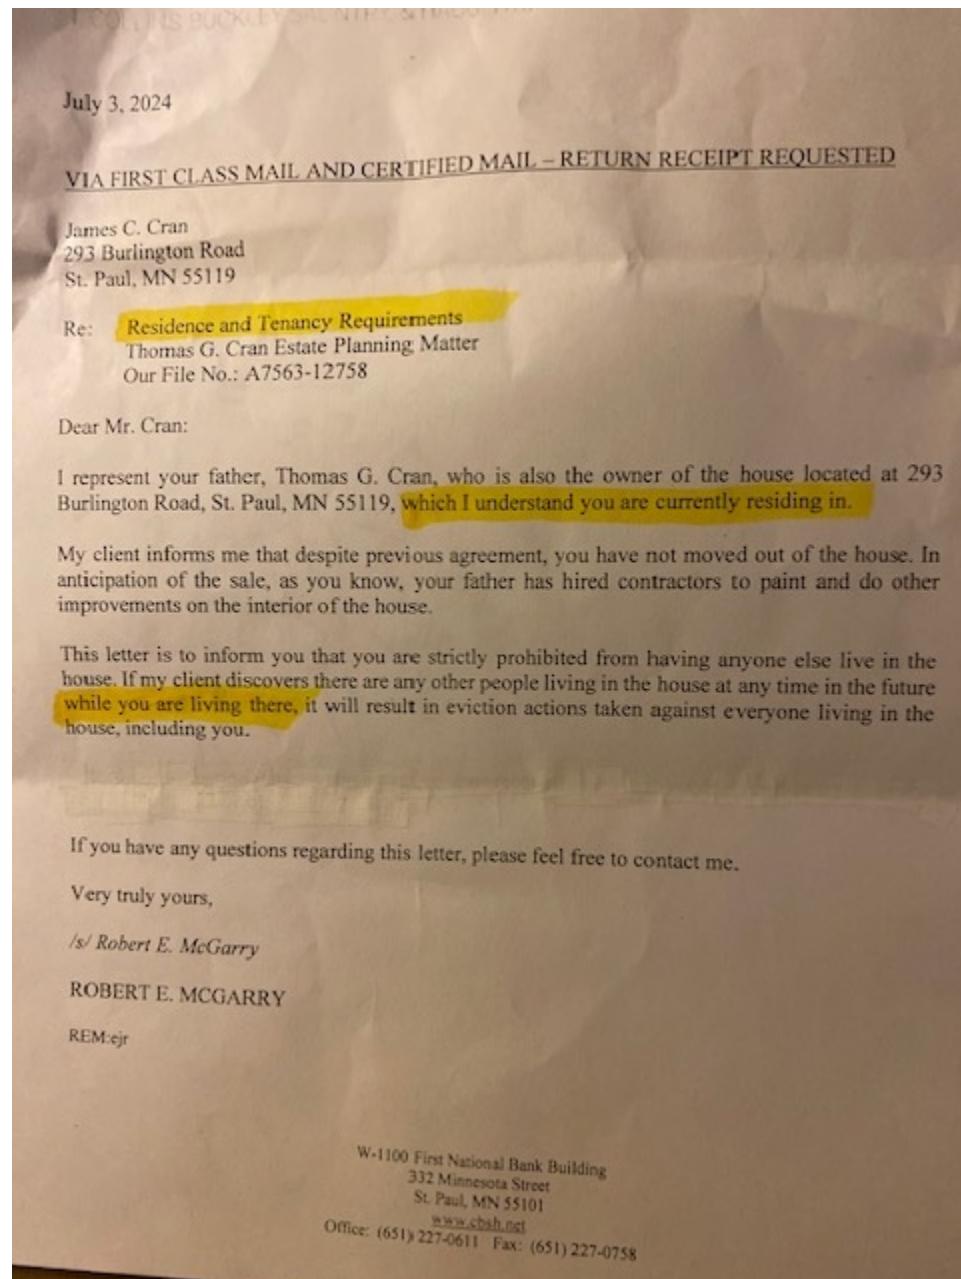 July 3, 2024
VIA FIRST CLASS MAIL AND CERTIFIED MAIL – RETURN RECEIPT REQUESTED
James C. Cran
293 Burlington Road
St. Paul, MN 55119
Re: Residence and Tenancy Requirements
Thomas G. Cran Estate Planning Matter
Our File No.: A7563-12758
Dear Mr. Cran:
I represent your father, Thomas G. Cran, who is also the owner of the house located at 293
Burlington Road, St. Paul, MN 55119, which I understand you are currently residing in.
My client informs me that despite previous agreement, you have not moved out of the house. In
anticipation of the sale, as you know, your father has hired contractors to paint and do other
improvements on the interior of the house.
This letter is to inform you that you are strictly prohibited from having anyone else live in the
house. If my client discovers there are any other people living in the house at any time in the future
while you are living there, it will result in eviction actions taken against everyone living in the
house, including you.
If you have any questions regarding this letter, please feel free to contact me.
Very truly yours,
/s/ Robert E. McGarry
ROBERT E. MCGARRY
REM:ejr
W-1100 First National Bank Building
332 Minnesota Street
St. Paul, MN 55101
www.cbsh.net
Office: (651) 227-0611 Fax: (651) 227-0758